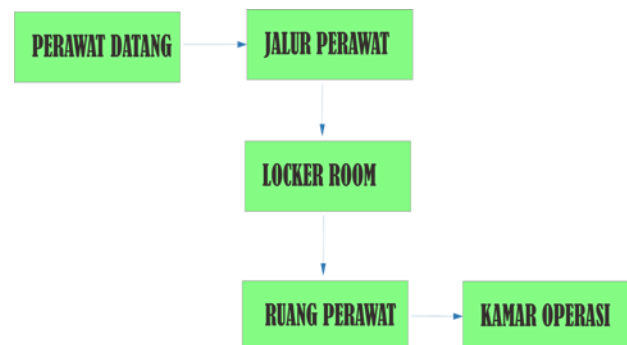 PERAWAT DATANG
JALUR PERAWAT
LOCKER ROOM
RUANG PERAWAT
KAMAR OPERASI